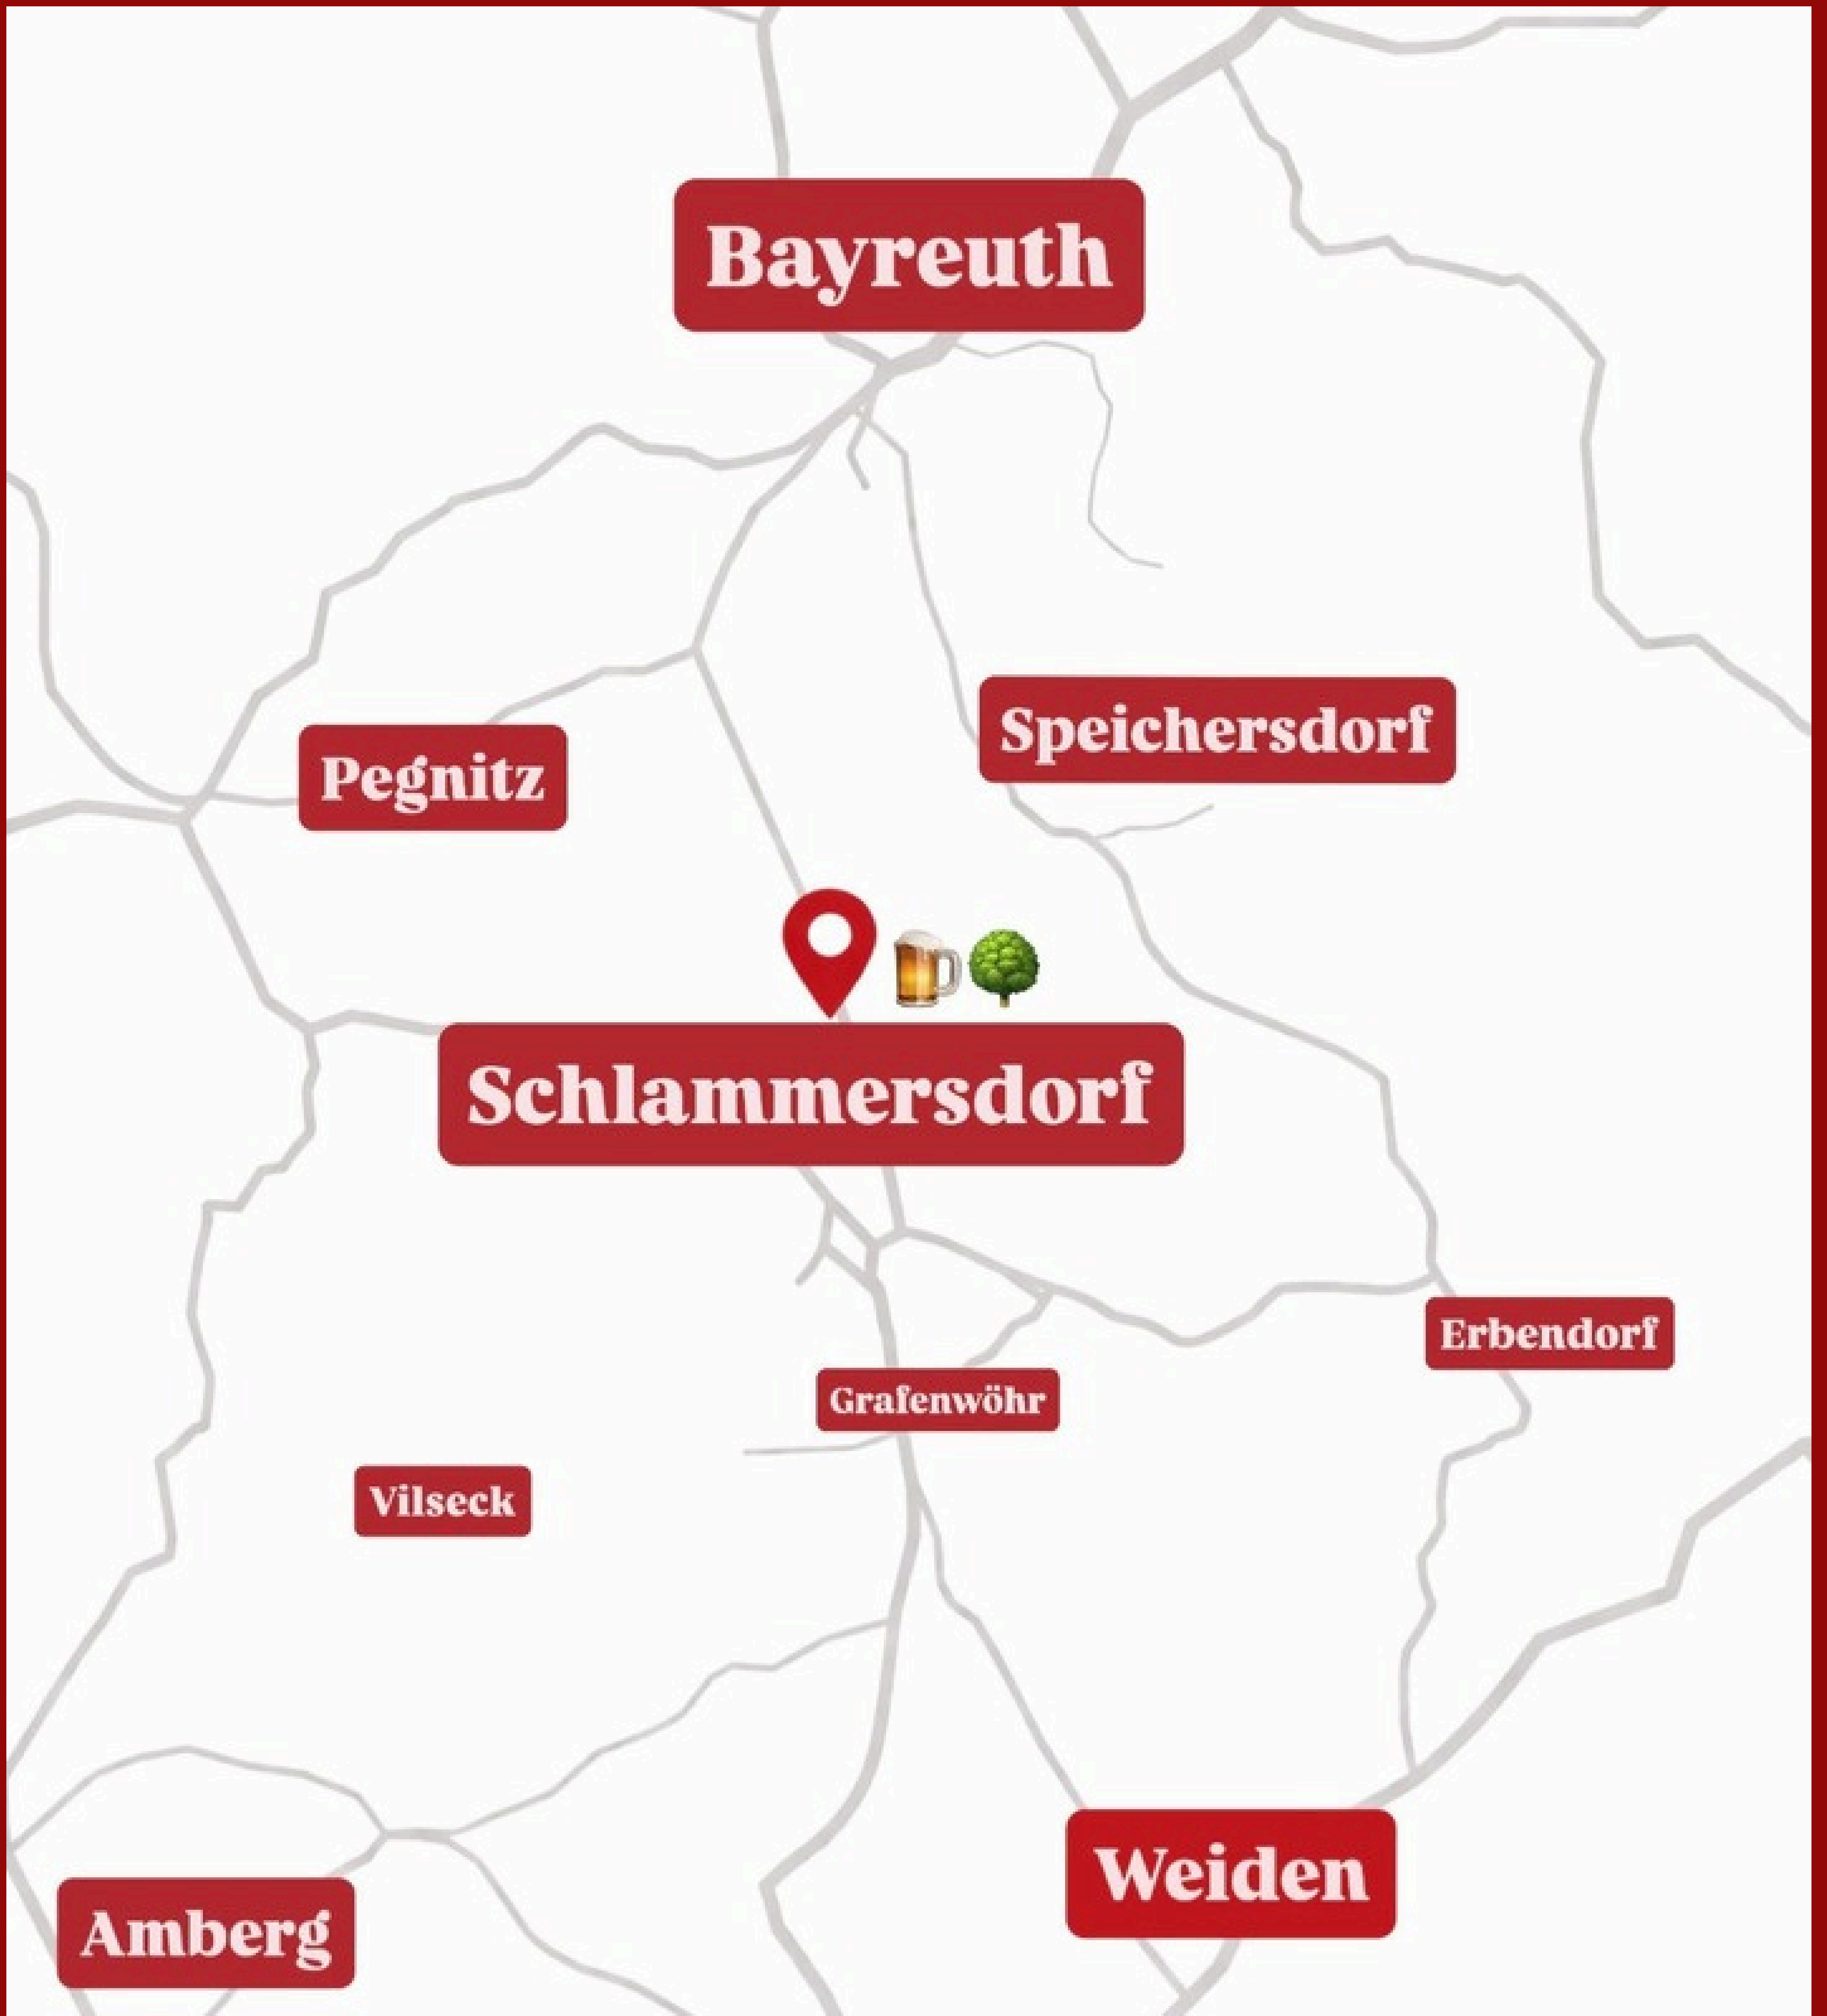 Bayreuth
Speichersdorf
Pegnitz
Schlammersdorf
Erbendorf
Grafenwöhr
Vilseck
Weiden
Amberg